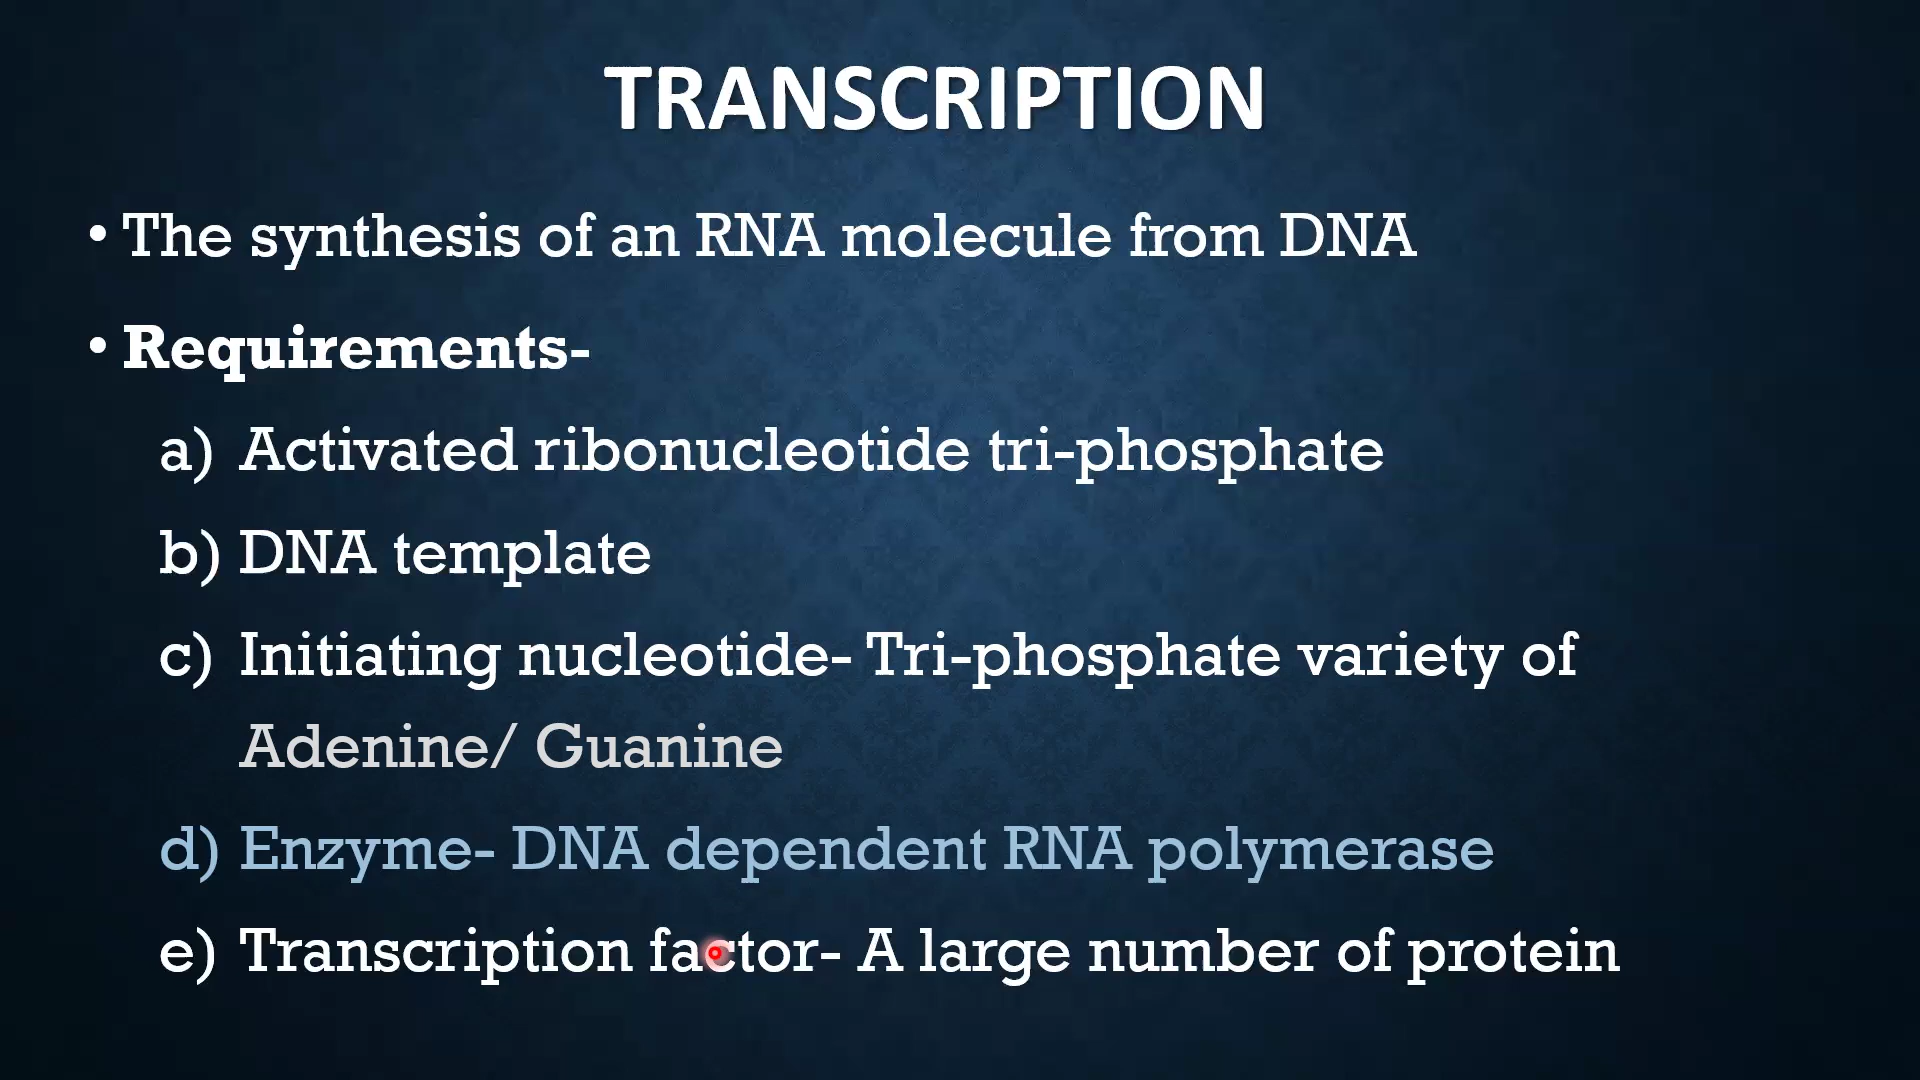 TRANSCRIPTION
• The synthesis of an RNA molecule from DNA
• Requirements-
a) Activated ribonucleotide tri-phosphate
b) DNA template
c) Initiating nucleotide- Tri-phosphate variety of
Adenine/ Guanine
d) Enzyme- DNA dependent RNA polymerase
e) Transcription factor- A large number of protein